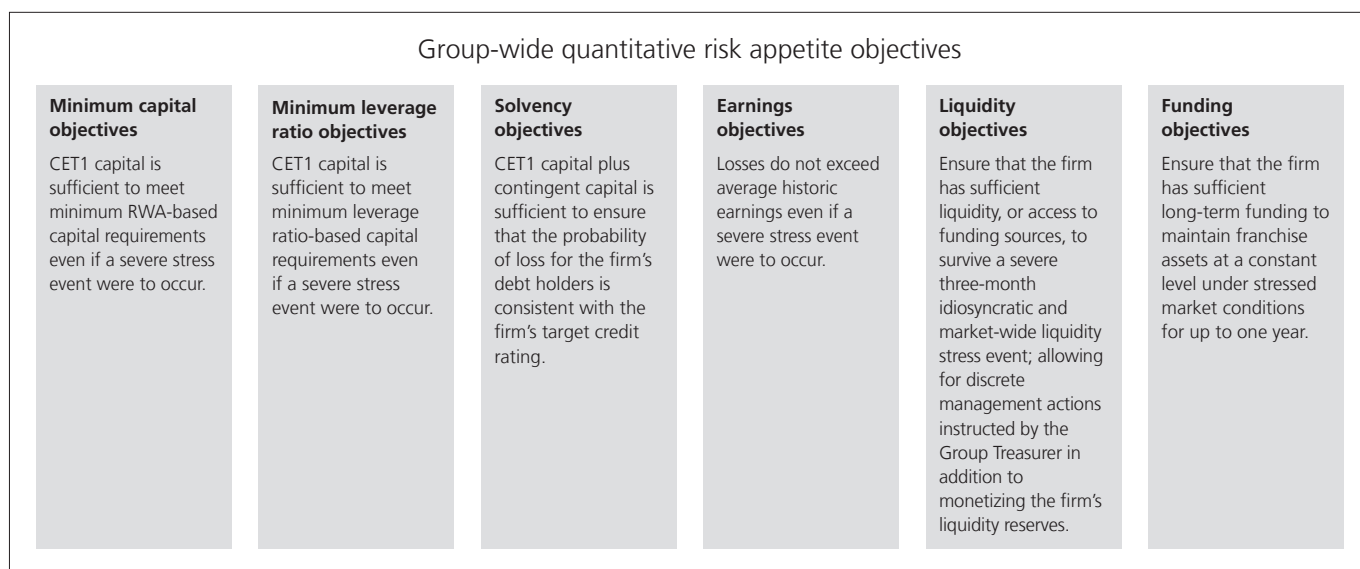 Group-wide quantitative risk appetite objectives
Minimum capital
objectives
CET1 capital is
sufficient to meet
minimum RWA-based
capital requirements
even if a severe stress
event were to occur.
Minimum leverage
ratio objectives
CET1 capital is
sufficient to meet
minimum leverage
ratio-based capital
requirements even
if a severe stress
event were to occur.
Solvency
objectives
CET1 capital plus
contingent capital is
sufficient to ensure
that the probability
of loss for the firm’s
debt holders is
consistent with the
firm’s target credit
rating.
Earnings
objectives
Losses do not exceed
average historic
earnings even if a
severe stress event
were to occur.
Liquidity
objectives
Ensure that the firm
has sufficient
liquidity, or access to
funding sources, to
survive a severe
three-month
idiosyncratic and
market-wide liquidity
stress event; allowing
for discrete
management actions
instructed by the
Group Treasurer in
addition to
monetizing the firm’s
liquidity reserves.
Funding
objectives
Ensure that the firm
has sufficient
long-term funding to
maintain franchise
assets at a constant
level under stressed
market conditions
for up to one year.